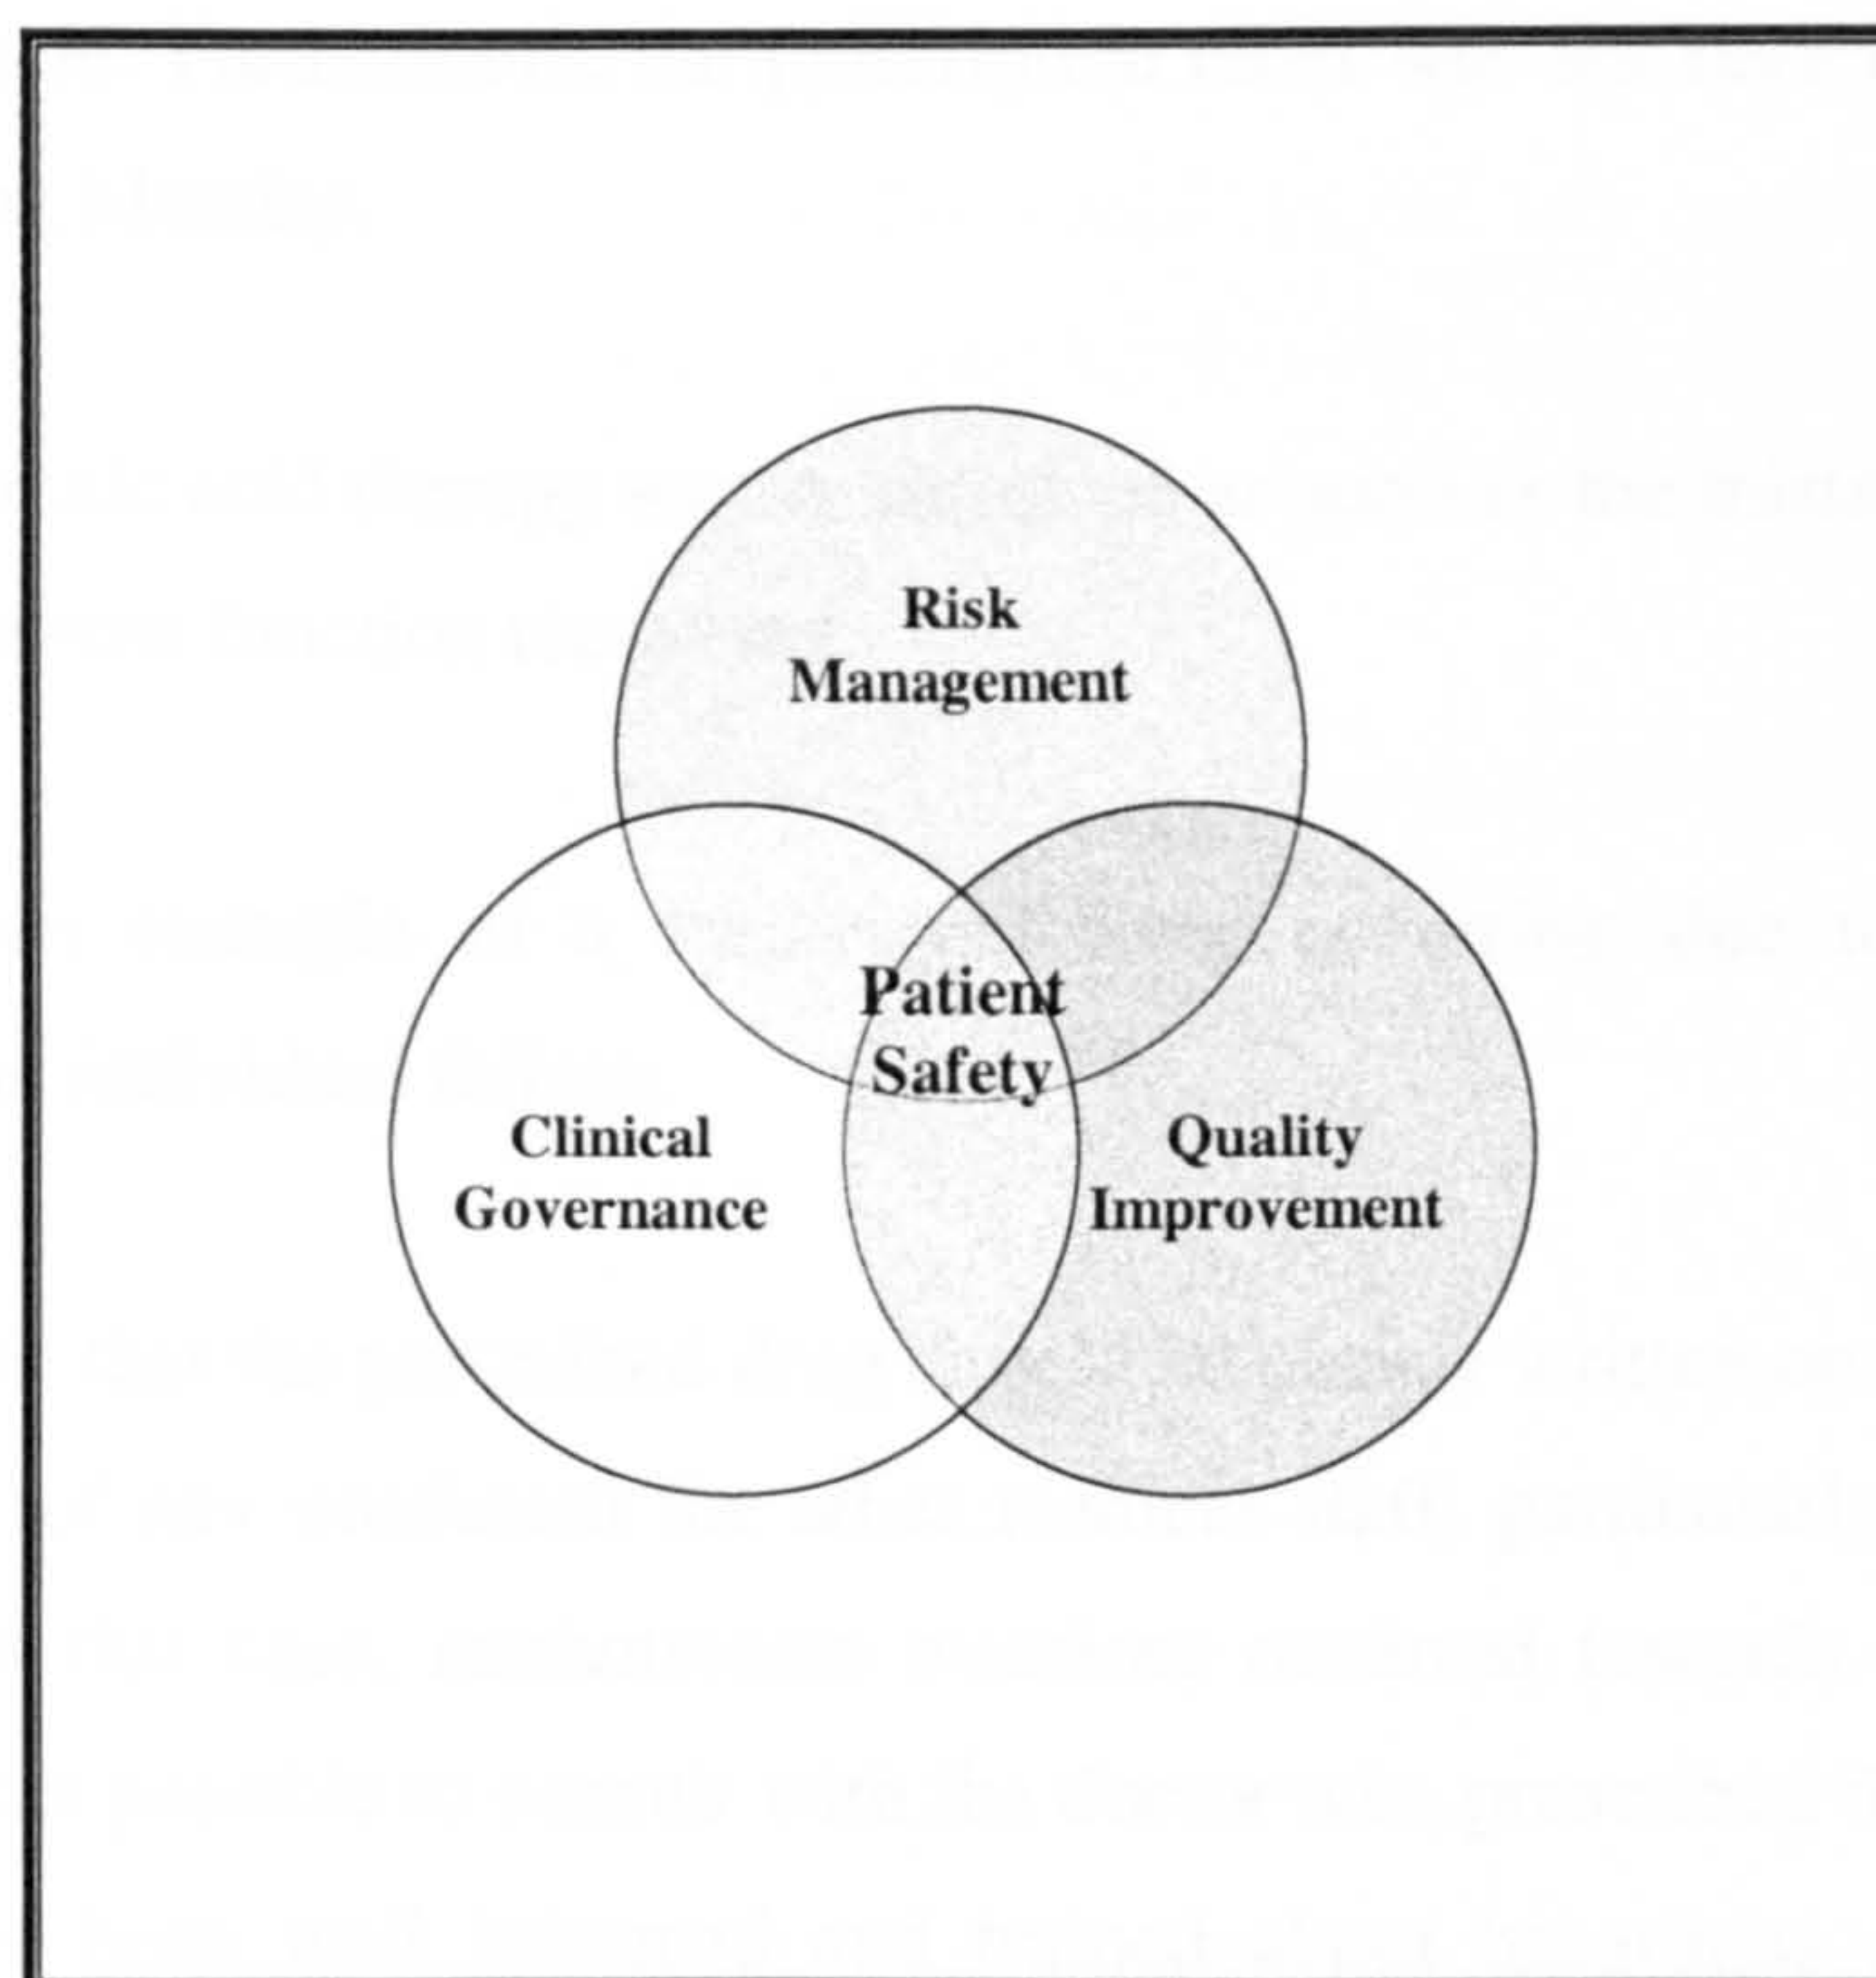 Risk
Management
Patient
Safety
Clinical
Governance
Quality
Improvement